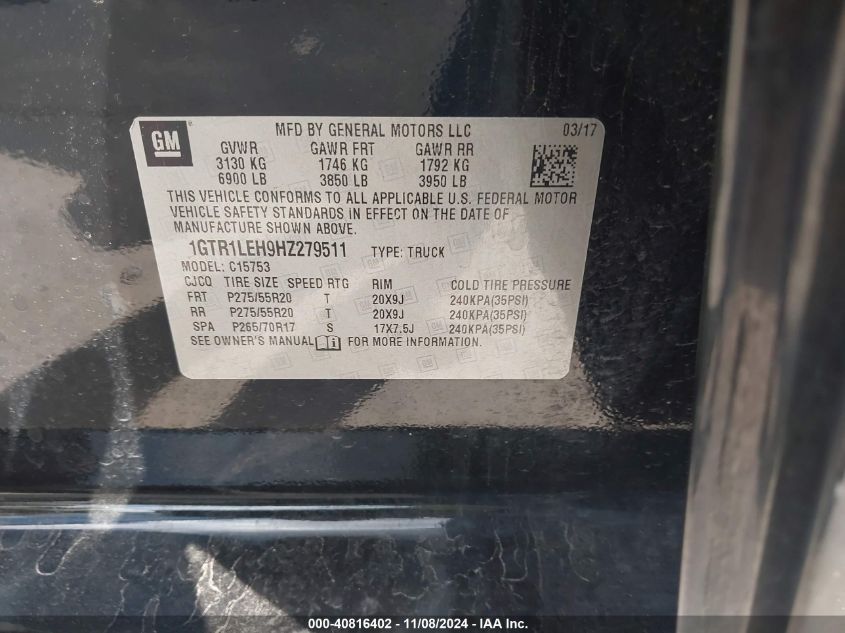 GM
MFD BY GENERAL MOTORS LLC 03/17
GVWR GAWR FRT GAWR RR
3130 KG 1746 KG 1792 KG
6900 LB 3850 LB 3950 LB
THIS VEHICLE CONFORMS TO ALL APPLICABLE U.S. FEDERAL MOTOR
VEHICLE SAFETY STANDARDS IN EFFECT ON THE DATE OF
MANUFACTURE SHOWN ABOVE.
1GTR1LEH9HZ279511 TYPE: TRUCK
MODEL: C15753
CJCQ TIRE SIZE SPEED RTG RIM COLD TIRE PRESSURE
FRT P275/55R20 T 20X9J 240KPA(35PSI)
RR P275/55R20 T 20X9J 240KPA(35PSI)
SPA P265/70R17 S 17X7.5J 240KPA(35PSI)
SEE OWNER'S MANUAL FOR MORE INFORMATION.
000-40816402 - 11/08/2024 - IAA Inc.